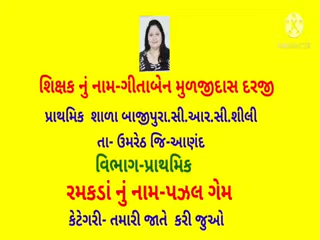 શિક્ષક નું નામ-ગીતાબેન મુળજીદાસ દરજી
પ્રાથમિક શાળા બાજીપુરા.સી.આર.સી.શીલી
તા- ઉમરેઠ જિ-આણંદ
વિભાગ-પ્રાથમિક
રમકડાં નું નામ-પઝલ ગેમ
કેટેગરી- તમારી જાતે કરી જુઓ